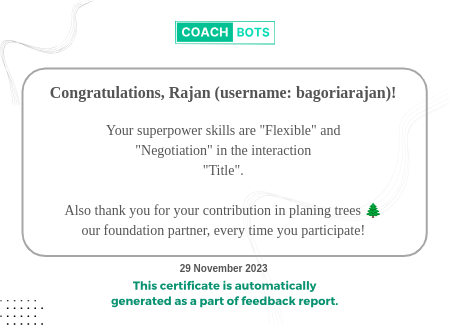 COACH BOTS
Congratulations, Rajan (username: bagoriarajan)!
Your superpower skills are "Flexible" and
"Negotiation" in the interaction
"Title".
Also thank you for your contribution in planing trees 🌲
our foundation partner, every time you participate!
29 November 2023
This certificate is automatically
generated as a part of feedback report.